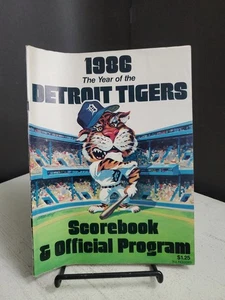 1986
The Year of the
DETROIT TIGERS
Scorebook
& Official Program
$1.25